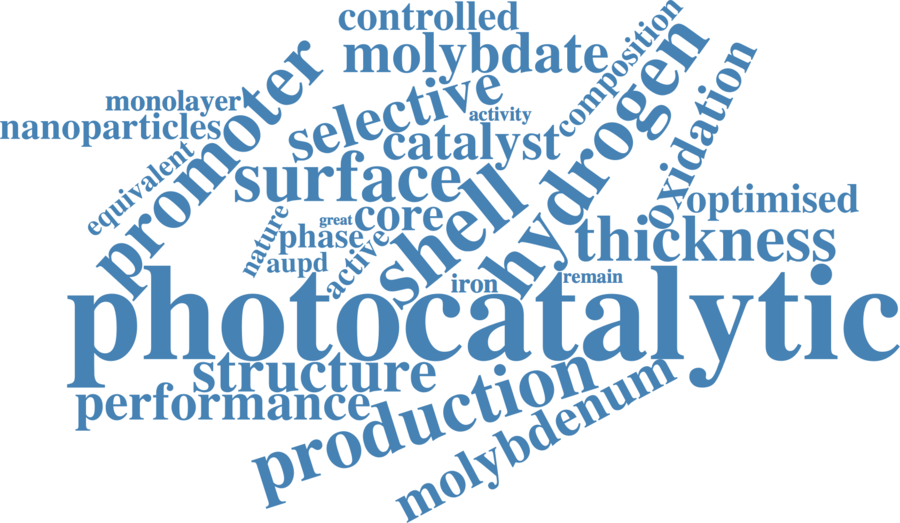 controlled
molybdate
composition
hydrogen
promoter
monolayer
selective
activity
oxidation
nanoparticles
catalyst
equivalent
surface
shell
optimised
nature
great
core
phase
thickness
active
aupd
iron
remain
photocatalytic
structure
performance
production
molybdenum